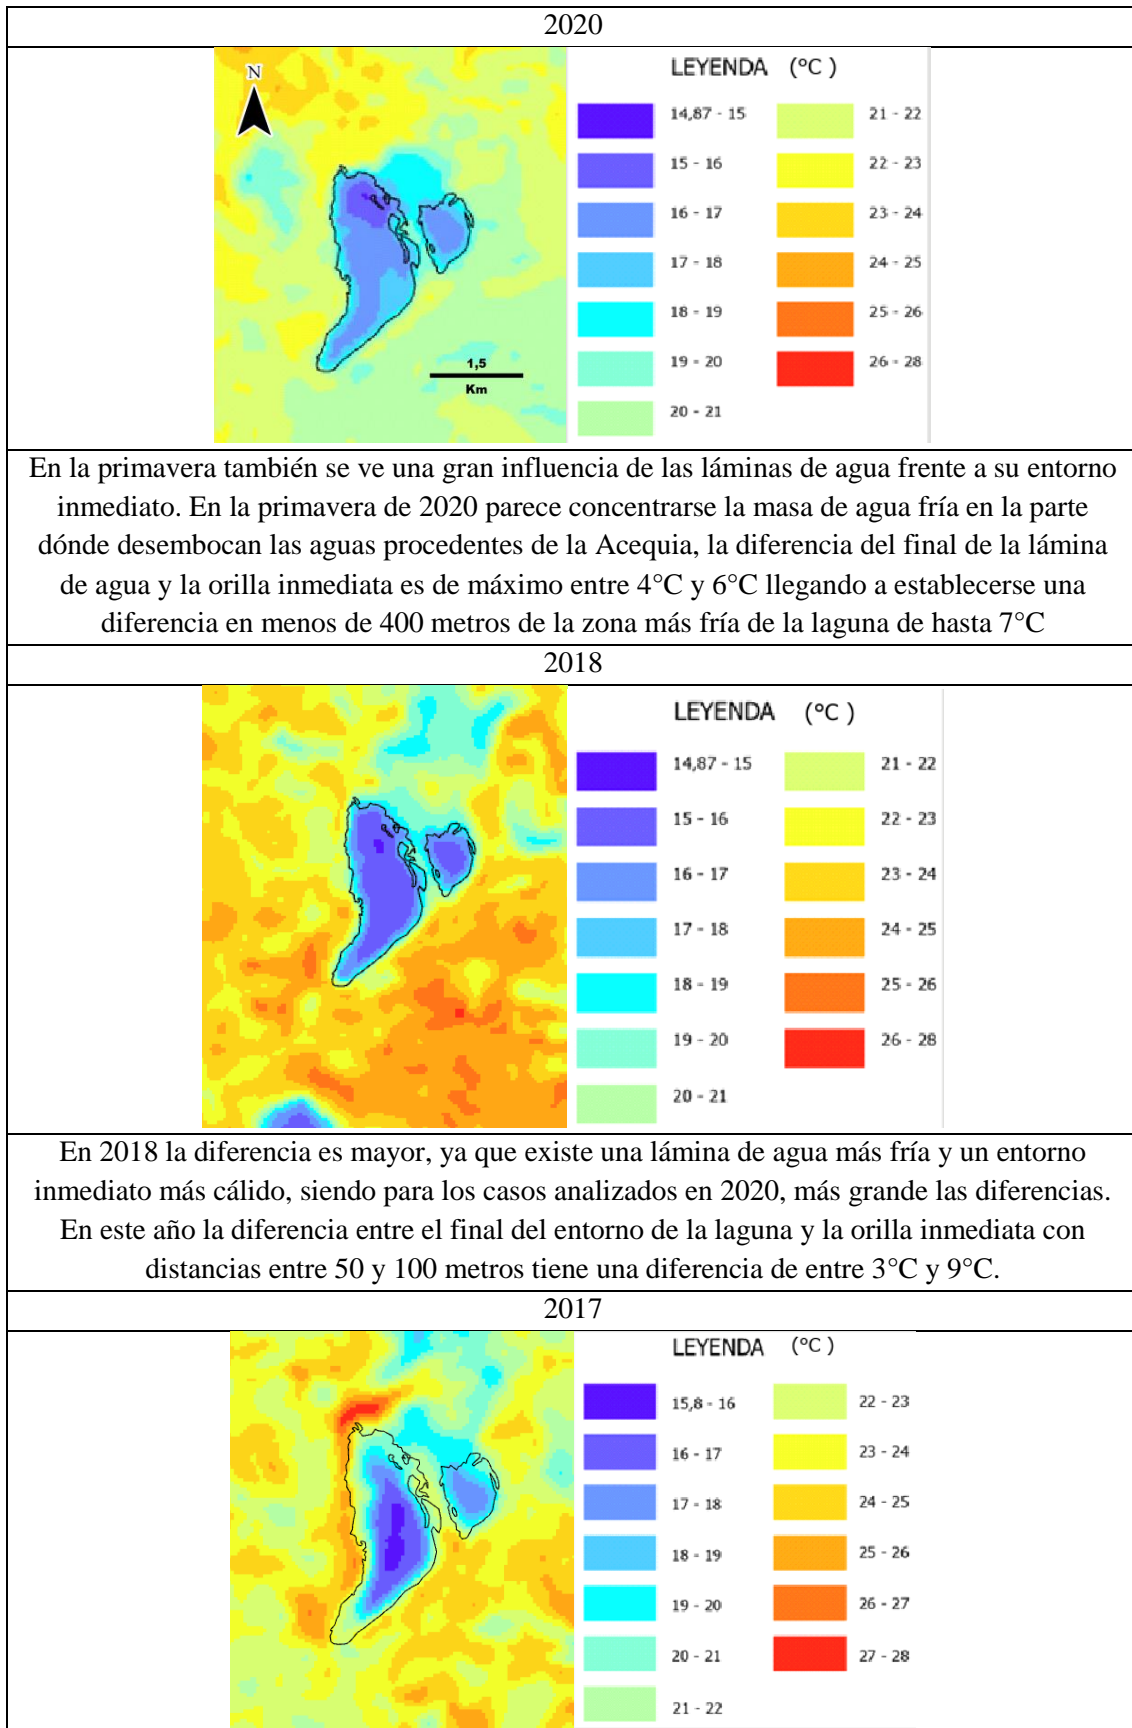 2020
N
1,5
Km
LEYENDA (°C )
14,87 - 15
15 - 16
16 - 17
17 - 18
18 - 19
19 - 20
20 - 21
21 - 22
22 - 23
23 - 24
24 - 25
25 - 26
26 - 28
En la primavera también se ve una gran influencia de las láminas de agua frente a su entorno
inmediato. En la primavera de 2020 parece concentrarse la masa de agua fría en la parte
dónde desembocan las aguas procedentes de la Acequia, la diferencia del final de la lámina
de agua y la orilla inmediata es de máximo entre 4°C y 6°C llegando a establecerse una
diferencia en menos de 400 metros de la zona más fría de la laguna de hasta 7°C
2018
LEYENDA (°C )
14,87 - 15
15 - 16
16 - 17
17 - 18
18 - 19
19 - 20
20 - 21
21 - 22
22 - 23
23 - 24
24 - 25
25 - 26
26 - 28
En 2018 la diferencia es mayor, ya que existe una lámina de agua más fría y un entorno
inmediato más cálido, siendo para los casos analizados en 2020, más grande las diferencias.
En este año la diferencia entre el final del entorno de la laguna y la orilla inmediata con
distancias entre 50 y 100 metros tiene una diferencia de entre 3°C y 9°C.
2017
LEYENDA (°C )
15,8 - 16
16 - 17
17 - 18
18 - 19
19 - 20
20 - 21
21 - 22
22 - 23
23 - 24
24 - 25
25 - 26
26 - 27
27 - 28